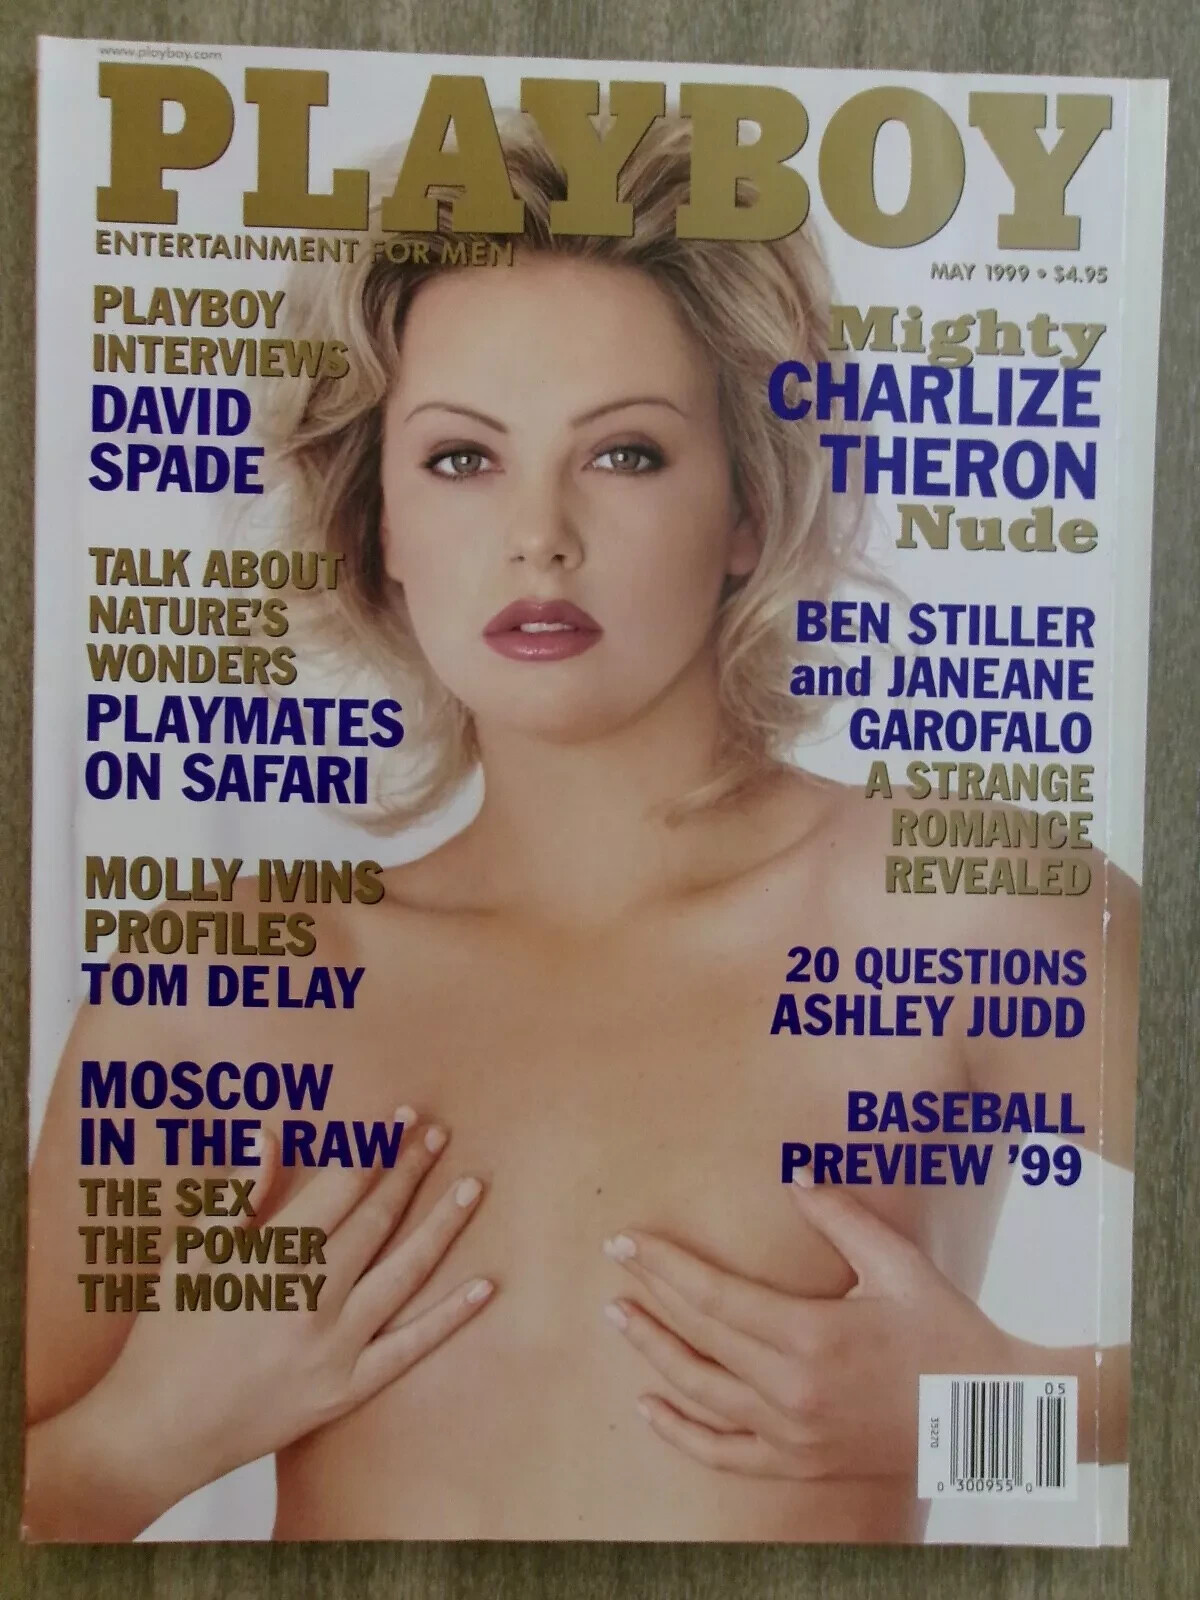 www.playboy.com
PLAYBOY
ENTERTAINMENT FOR MEN
MAY 1999 • $4.95
PLAYBOY
INTERVIEWS
DAVID
SPADE
TALK ABOUT
NATURE'S
WONDERS
PLAYMATES
ON SAFARI
MOLLY IVINS
PROFILES
TOM DELAY
MOSCOW
IN THE RAW
THE SEX
THE POWER
THE MONEY
Mighty
CHARLIZE
THERON
Nude
BEN STILLER
and JANEANE
GAROFALO
A STRANGE
ROMANCE
REVEALED
20 QUESTIONS
ASHLEY JUDD
BASEBALL
PREVIEW '99
05
35270
0 300955 0